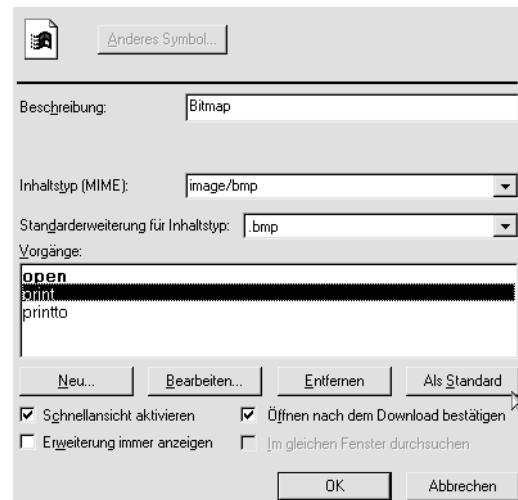 Anderes Symbol...
Beschreibung: Bitmap
Inhaltstyp (MIME): image/bmp
Standarderweiterung für Inhaltstyp: .bmp
Vorgänge:
open
print
printto
Neu... Bearbeiten... Entfernen Als Standard
Schnellansicht aktivieren Öffnen nach dem Download bestätigen
Erweiterung immer anzeigen Im gleichen Fenster durchsuchen
OK Abbrechen